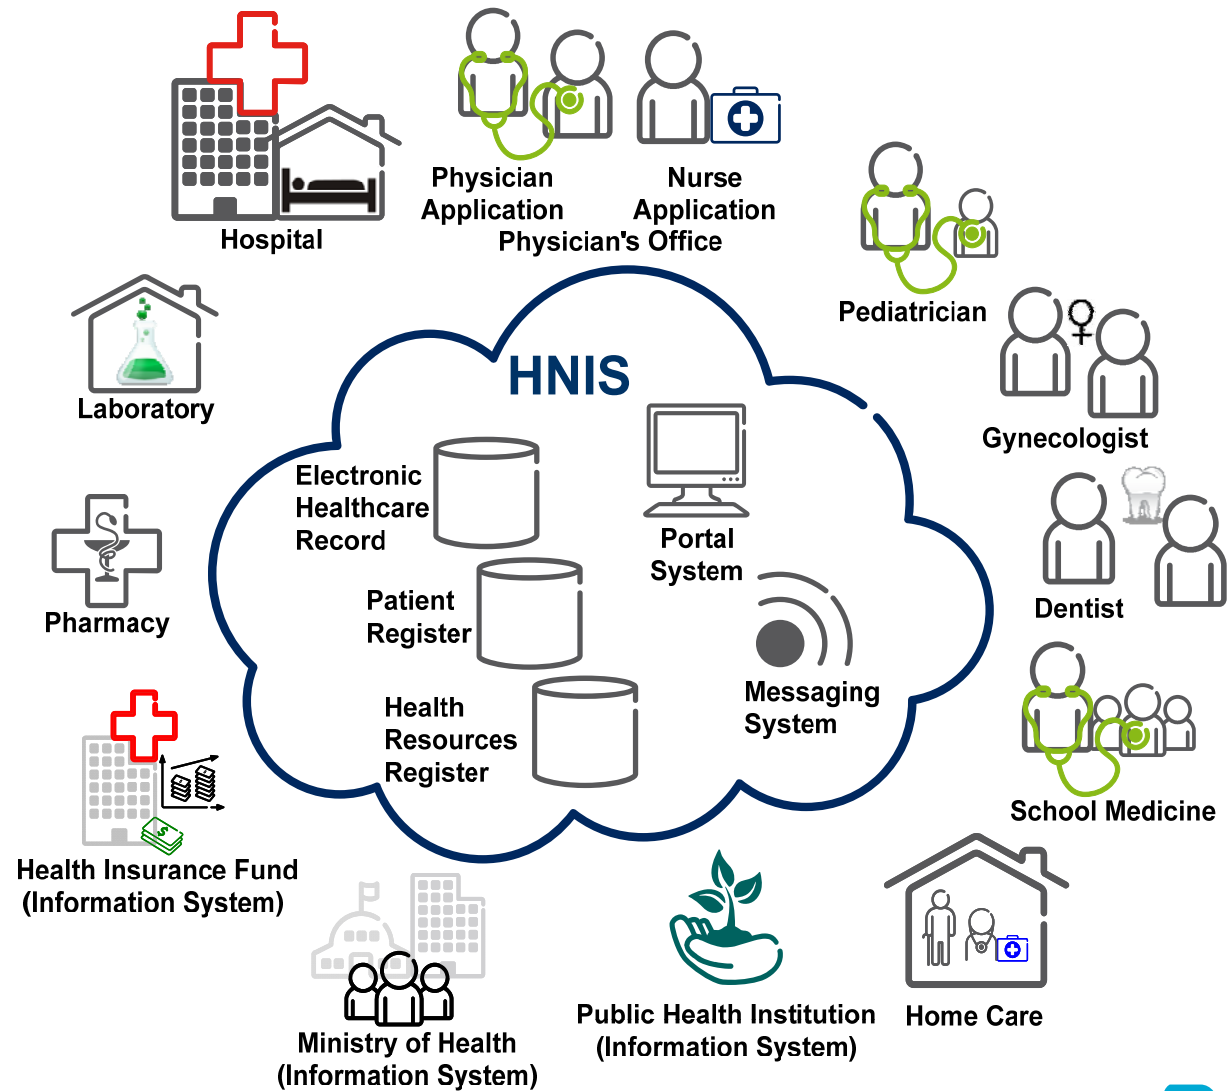 Physician
Application
Nurse
Application
Physician's Office
Hospital
Pediatrician
HNIS
Laboratory
Gynecologist
Electronic
Healthcare
Record
Portal
System
Pharmacy
Patient
Register
Dentist
Health
Resources
Register
Messaging
System
School Medicine
$
Health Insurance Fund
(Information System)
Public Health Institution
(Information System)
Home Care
Ministry of Health
(Information System)